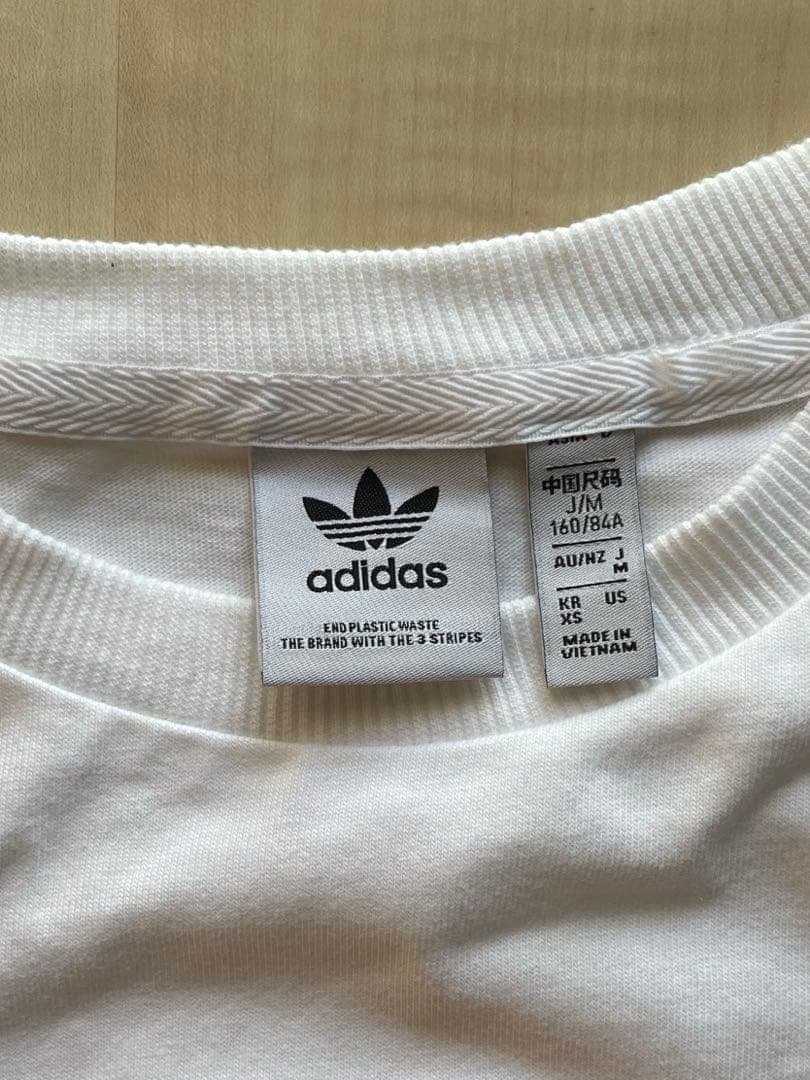 adidas
END PLASTIC WASTE
THE BRAND WITH THE 3 STRIPES
中国尺码
J/M
160/84A
AU/NZ J
M
KR US
XS
MADE IN
VIETNAM